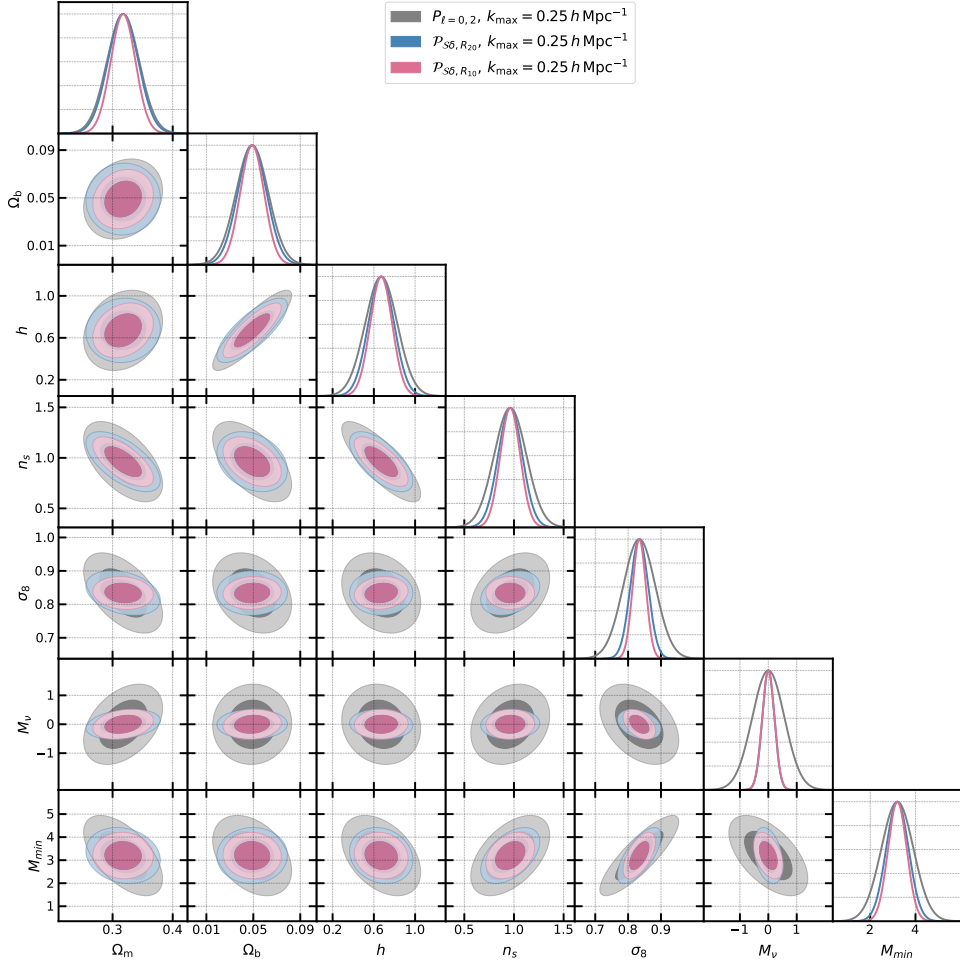 P_{ℓ=0,2}, k_max = 0.25 h Mpc⁻¹
𝒫_{𝒮δ,R₂₀}, k_max = 0.25 h Mpc⁻¹
𝒫_{𝒮δ,R₁₀}, k_max = 0.25 h Mpc⁻¹
0.09
0.05
0.01
Ω_b
1.0
0.6
0.2
h
1.5
1.0
0.5
n_s
1.0
0.9
0.8
0.7
σ_8
1
0
−1
M_ν
5
4
3
2
1
M_min
0.3 0.4
0.01 0.05 0.09
0.2 0.6 1.0
0.5 1.0 1.5
0.7 0.8 0.9
−1 0 1
2 4
Ω_m Ω_b h n_s σ_8 M_ν M_min